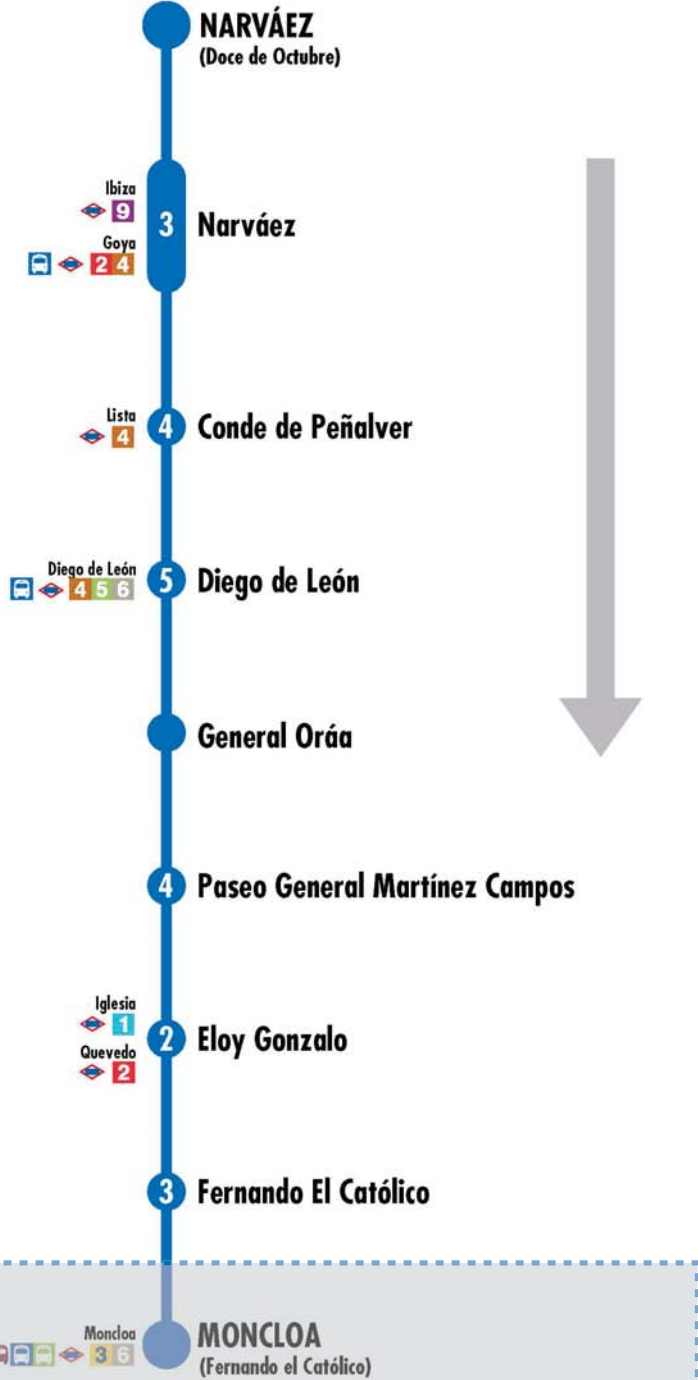 NARVÁEZ
(Doce de Octubre)
Ibiza
9
Goya
2 4
3
Narváez
Lista
4
4
Conde de Peñalver
Diego de León
4 5 6
5
Diego de León
General Oráa
4
Paseo General Martínez Campos
Iglesia
1
Quevedo
2
2
Eloy Gonzalo
3
Fernando El Católico
Moncloa
3 6
MONCLOA
(Fernando el Católico)